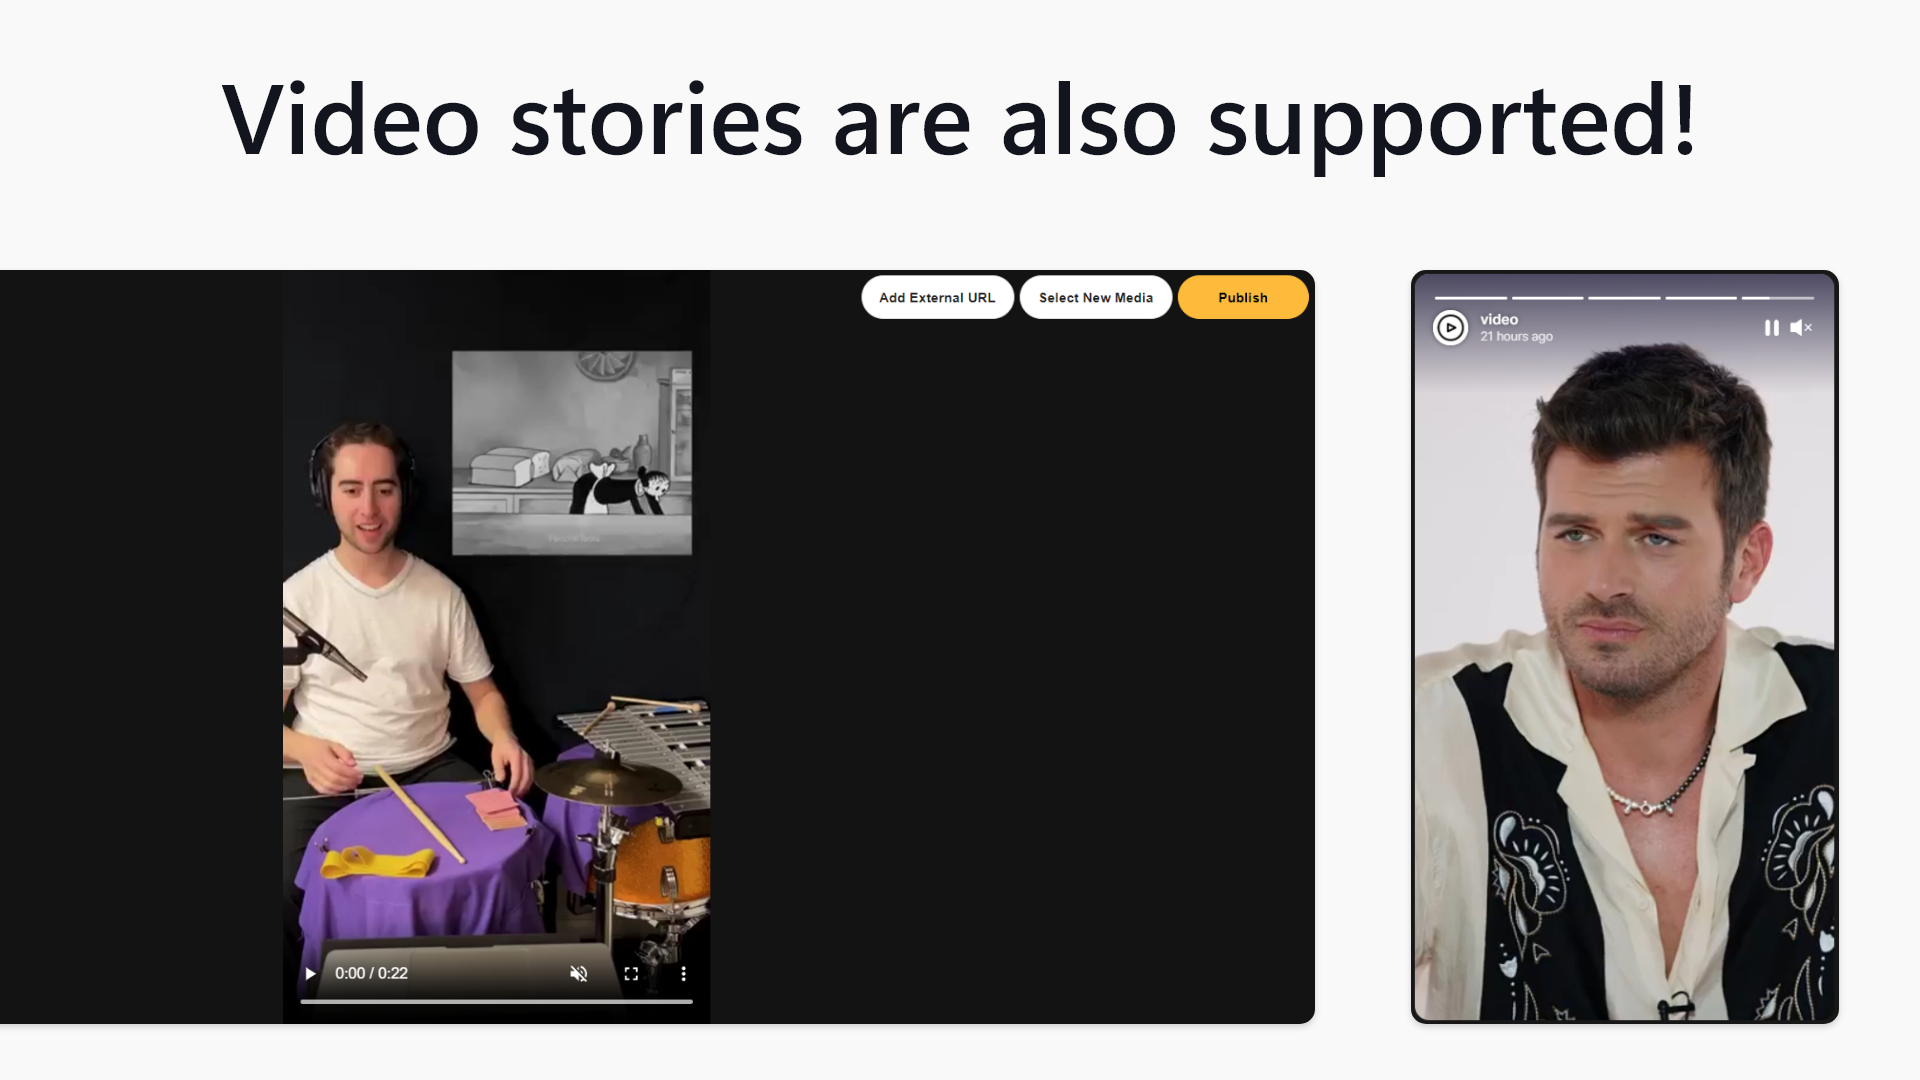 Video stories are also supported!
Add External URL
Select New Media
Publish
0:00 / 0:22
video
21 hours ago